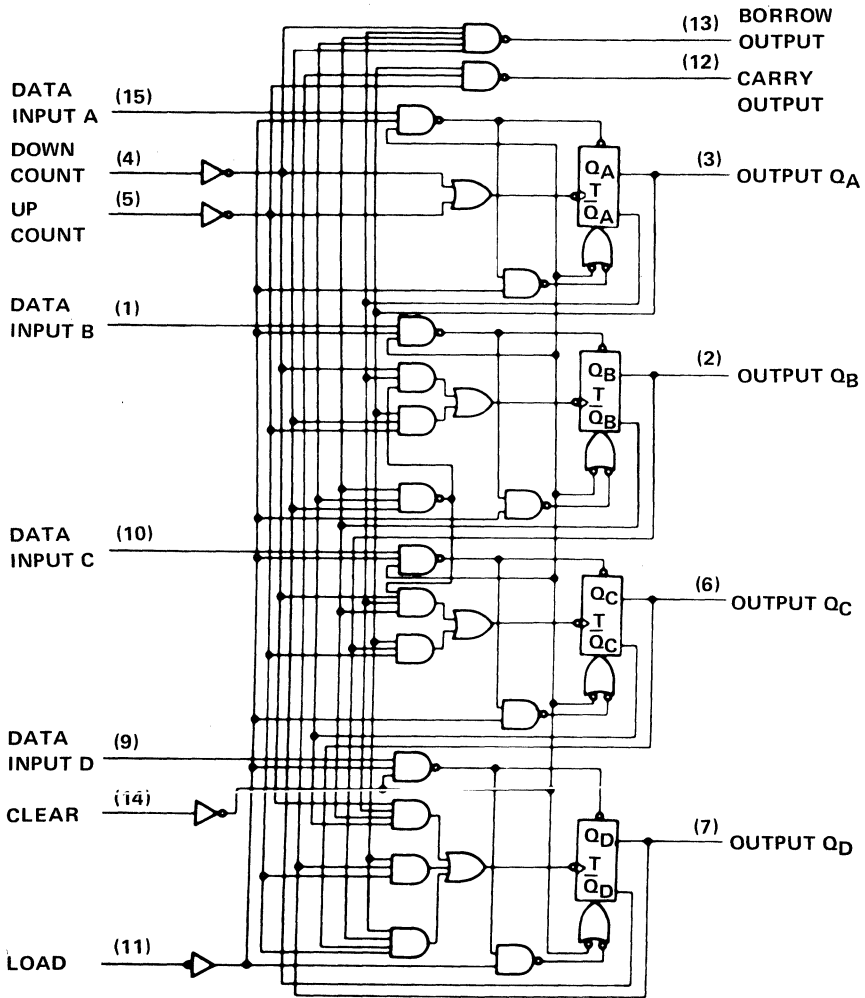 (13) BORROW
OUTPUT
(12) CARRY
OUTPUT
DATA
INPUT A (15)
DOWN
COUNT (4)
UP
COUNT (5)
QA
T
QA
(3) OUTPUT QA
DATA
INPUT B (1)
QB
T
QB
(2) OUTPUT QB
DATA
INPUT C (10)
QC
T
QC
(6) OUTPUT QC
DATA
INPUT D (9)
CLEAR (14)
QD
T
QD
(7) OUTPUT QD
LOAD (11)